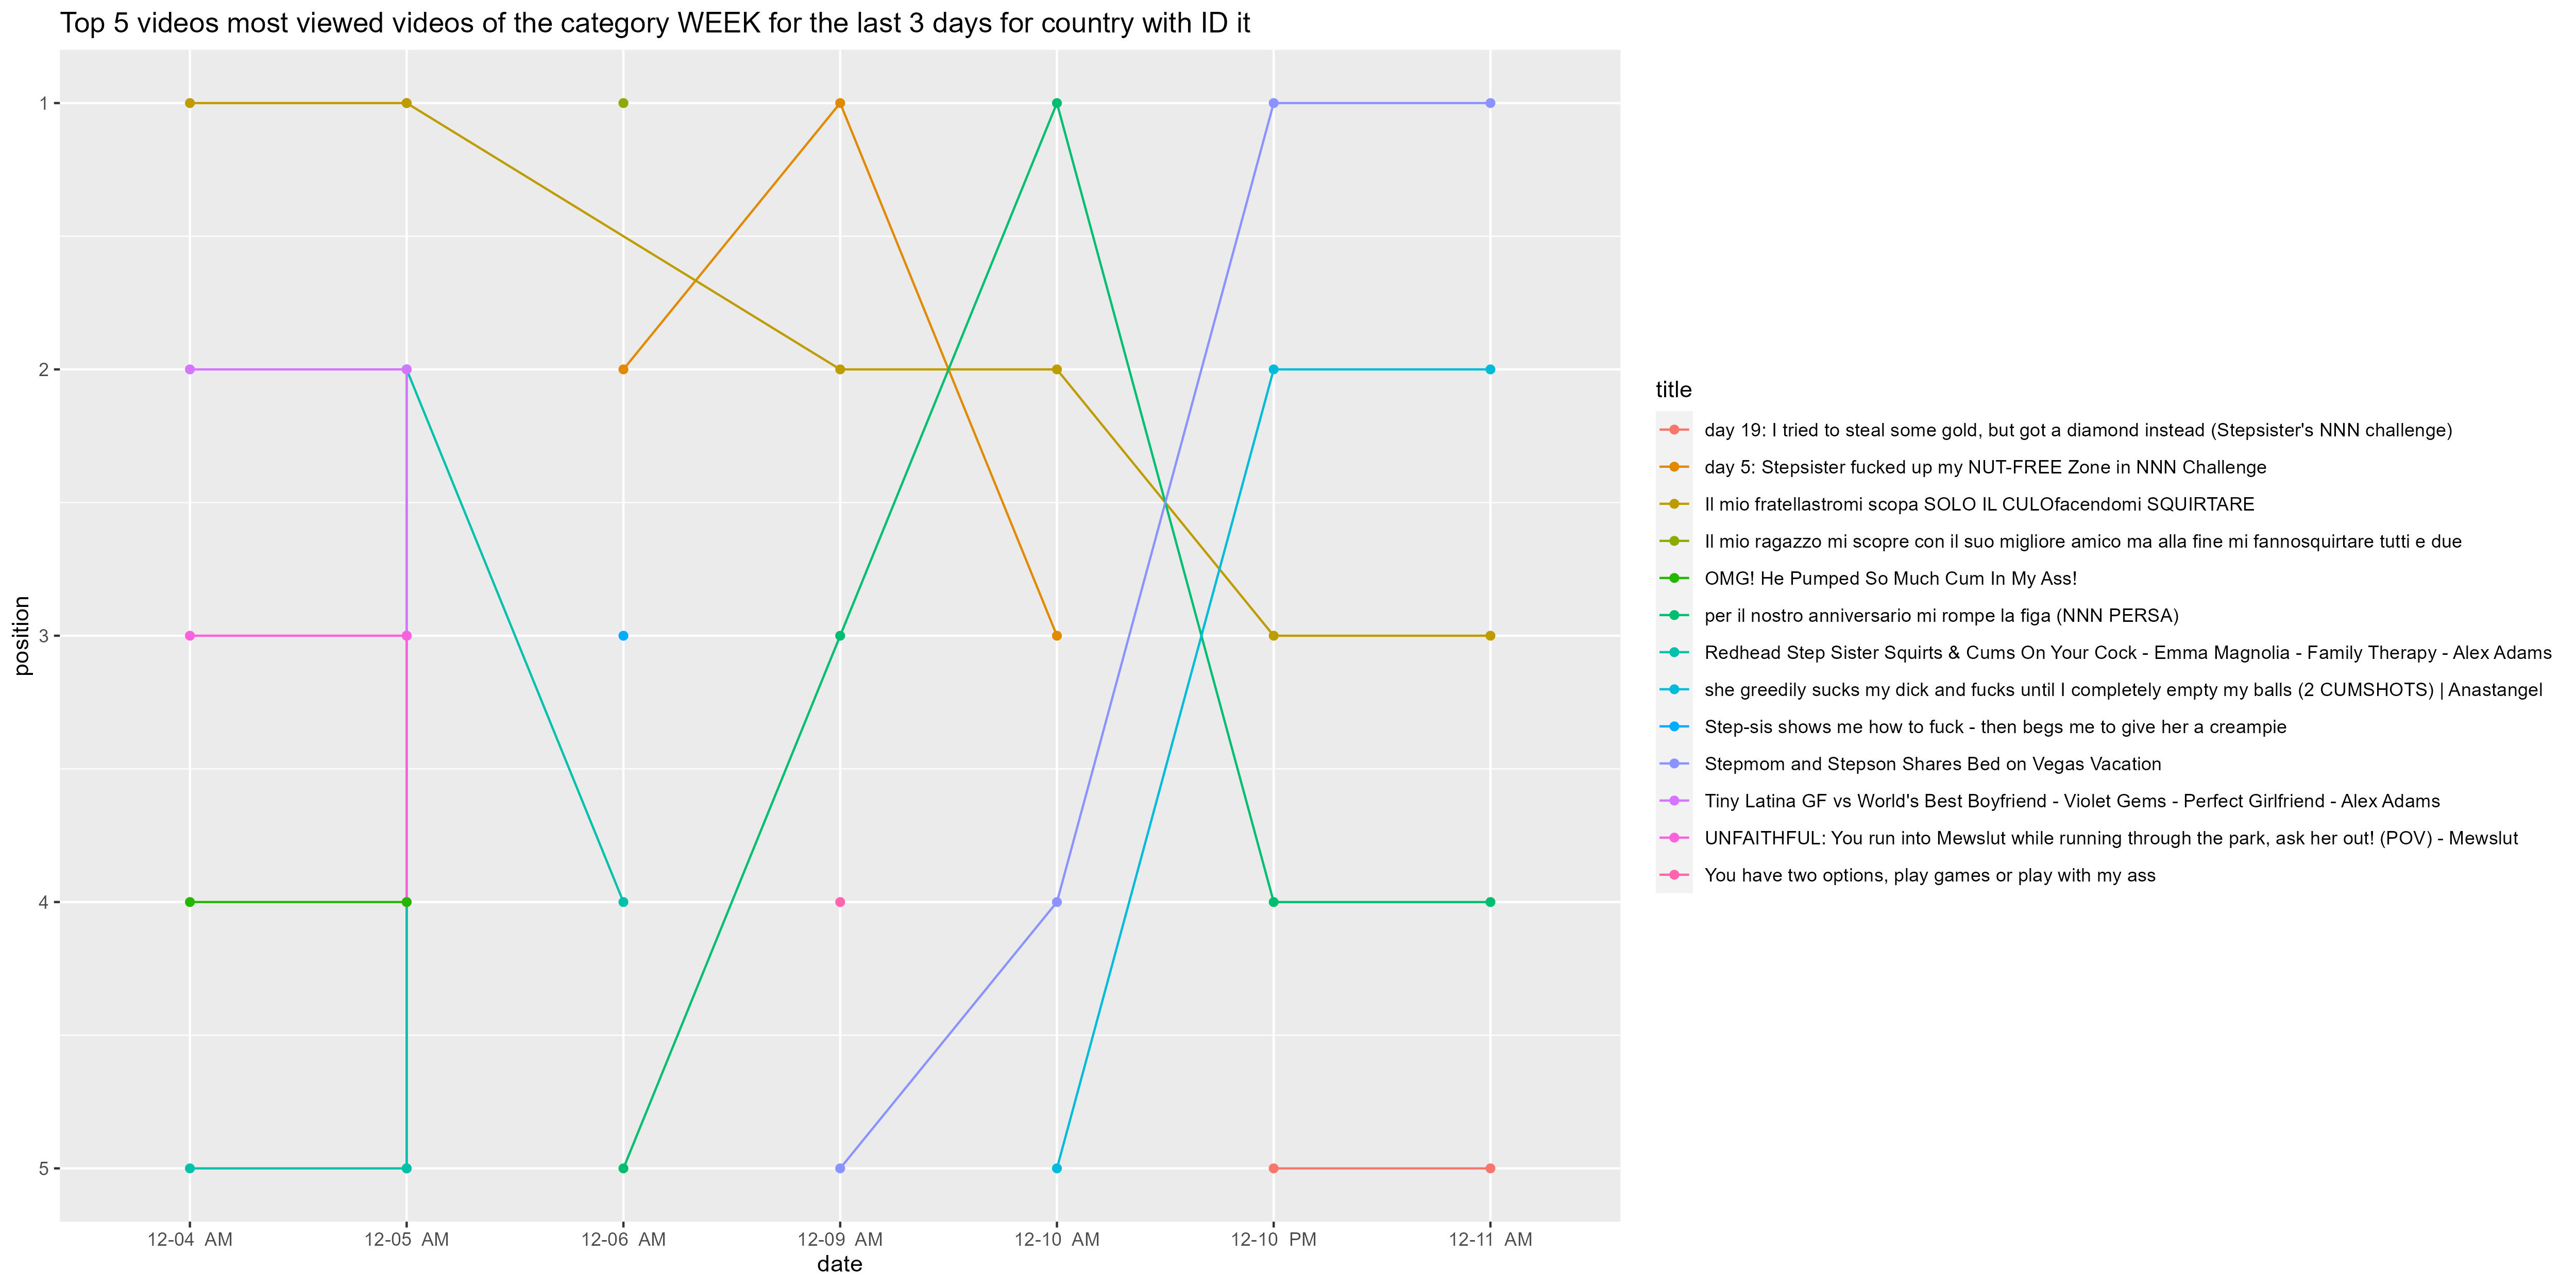 Top 5 videos most viewed videos of the category WEEK for the last 3 days for country with ID it
1
2
3
4
5
position
12-04 AM
12-05 AM
12-06 AM
12-09 AM
12-10 AM
12-10 PM
12-11 AM
date
title
day 19: I tried to steal some gold, but got a diamond instead (Stepsister's NNN challenge)
day 5: Stepsister fucked up my NUT-FREE Zone in NNN Challenge
Il mio fratellastromi scopa SOLO IL CULOfacendomi SQUIRTARE
Il mio ragazzo mi scopre con il suo migliore amico ma alla fine mi fannosquirtare tutti e due
OMG! He Pumped So Much Cum In My Ass!
per il nostro anniversario mi rompe la figa (NNN PERSA)
Redhead Step Sister Squirts & Cums On Your Cock - Emma Magnolia - Family Therapy - Alex Adams
she greedily sucks my dick and fucks until I completely empty my balls (2 CUMSHOTS) | Anastangel
Step-sis shows me how to fuck - then begs me to give her a creampie
Stepmom and Stepson Shares Bed on Vegas Vacation
Tiny Latina GF vs World's Best Boyfriend - Violet Gems - Perfect Girlfriend - Alex Adams
UNFAITHFUL: You run into Mewslut while running through the park, ask her out! (POV) - Mewslut
You have two options, play games or play with my ass